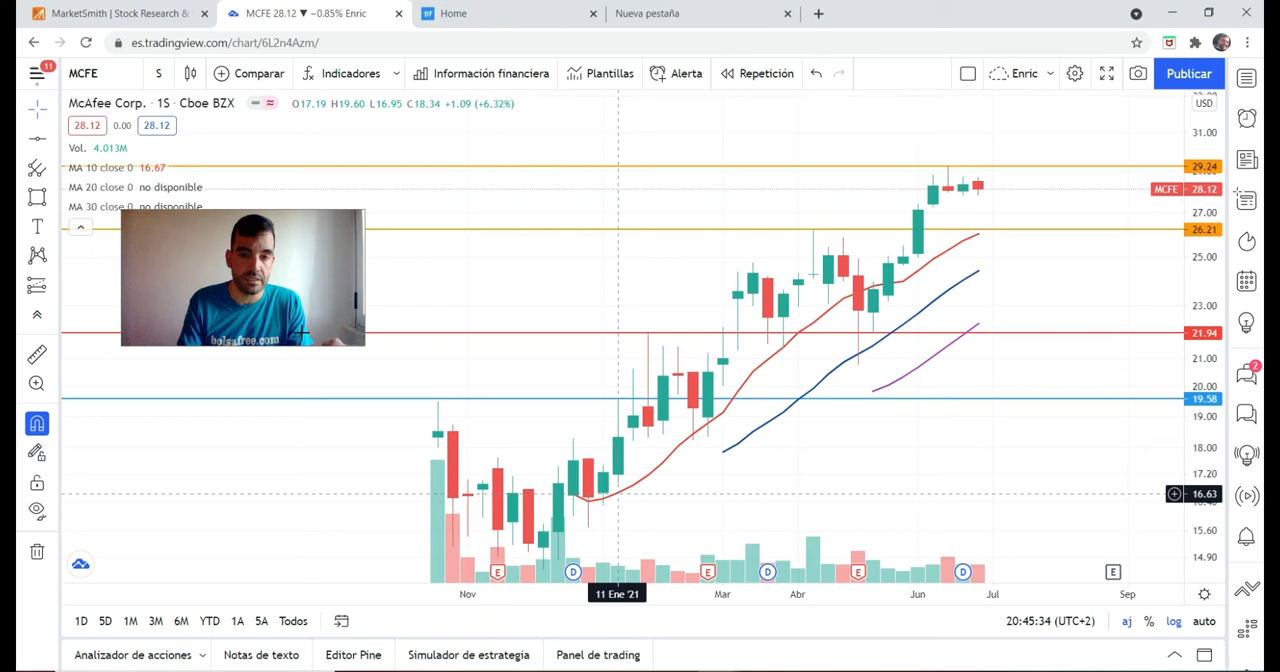 MarketSmith | Stock Research &
MCFE 28.12 ▼ −0.85% Enric
Home
Nueva pestaña
es.tradingview.com/chart/6L2n4Azm/
11
MCFE
S
Comparar
Indicadores
Información financiera
Plantillas
Alerta
Repetición
Enric
Publicar
McAfee Corp. · 1S · Cboe BZX
O17.19 H19.60 L16.95 C18.34 +1.09 (+6.32%)
28.12 0.00 28.12
Vol. 4.013M
MA 10 close 0 16.67
MA 20 close 0 no disponible
MA 30 close 0 no disponible
bolsafree.com
USD
31.00
29.24
MCFE 28.12
27.00
26.21
25.00
23.00
21.94
21.00
20.00
19.58
19.00
18.00
17.20
16.63
15.60
14.90
2
E
D
E
D
E
D
E
Nov
11 Ene '21
Mar
Abr
Jun
Jul
Sep
1D 5D 1M 3M 6M YTD 1A 5A Todos
20:45:34 (UTC+2)
aj % log auto
Analizador de acciones
Notas de texto
Editor Pine
Simulador de estrategia
Panel de trading